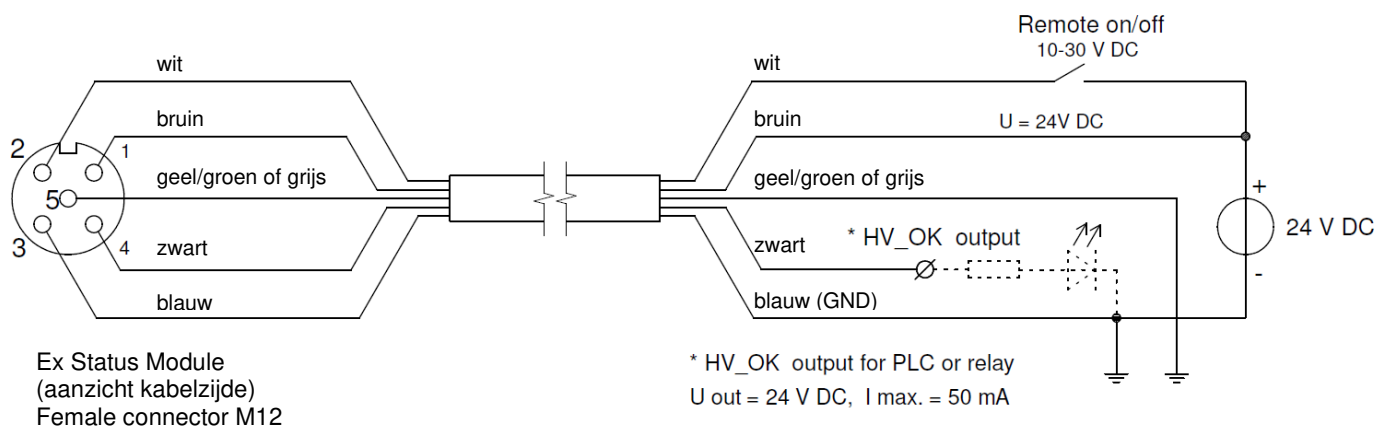 Remote on/off
10-30 V DC
wit
wit
bruin
bruin
U = 24V DC
2
1
geel/groen of grijs
geel/groen of grijs
5
+
24 V DC
-
3
4
zwart
zwart
* HV_OK output
blauw
blauw (GND)
Ex Status Module
(aanzicht kabelzijde)
Female connector M12
* HV_OK output for PLC or relay
U out = 24 V DC, I max. = 50 mA